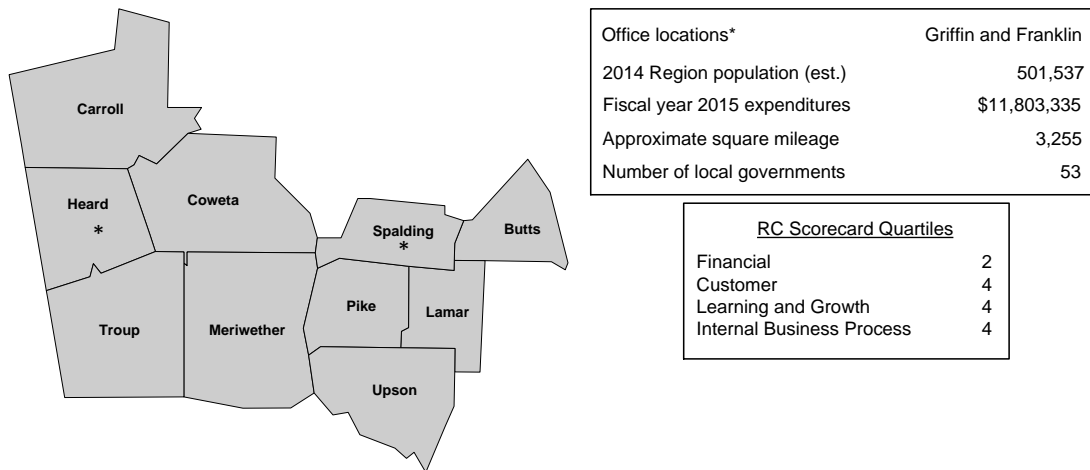 Carroll
Heard
*
Coweta
Spalding
*
Butts
Troup
Meriwether
Pike
Lamar
Upson
Office locations* Griffin and Franklin
2014 Region population (est.) 501,537
Fiscal year 2015 expenditures $11,803,335
Approximate square mileage 3,255
Number of local governments 53
RC Scorecard Quartiles
Financial 2
Customer 4
Learning and Growth 4
Internal Business Process 4